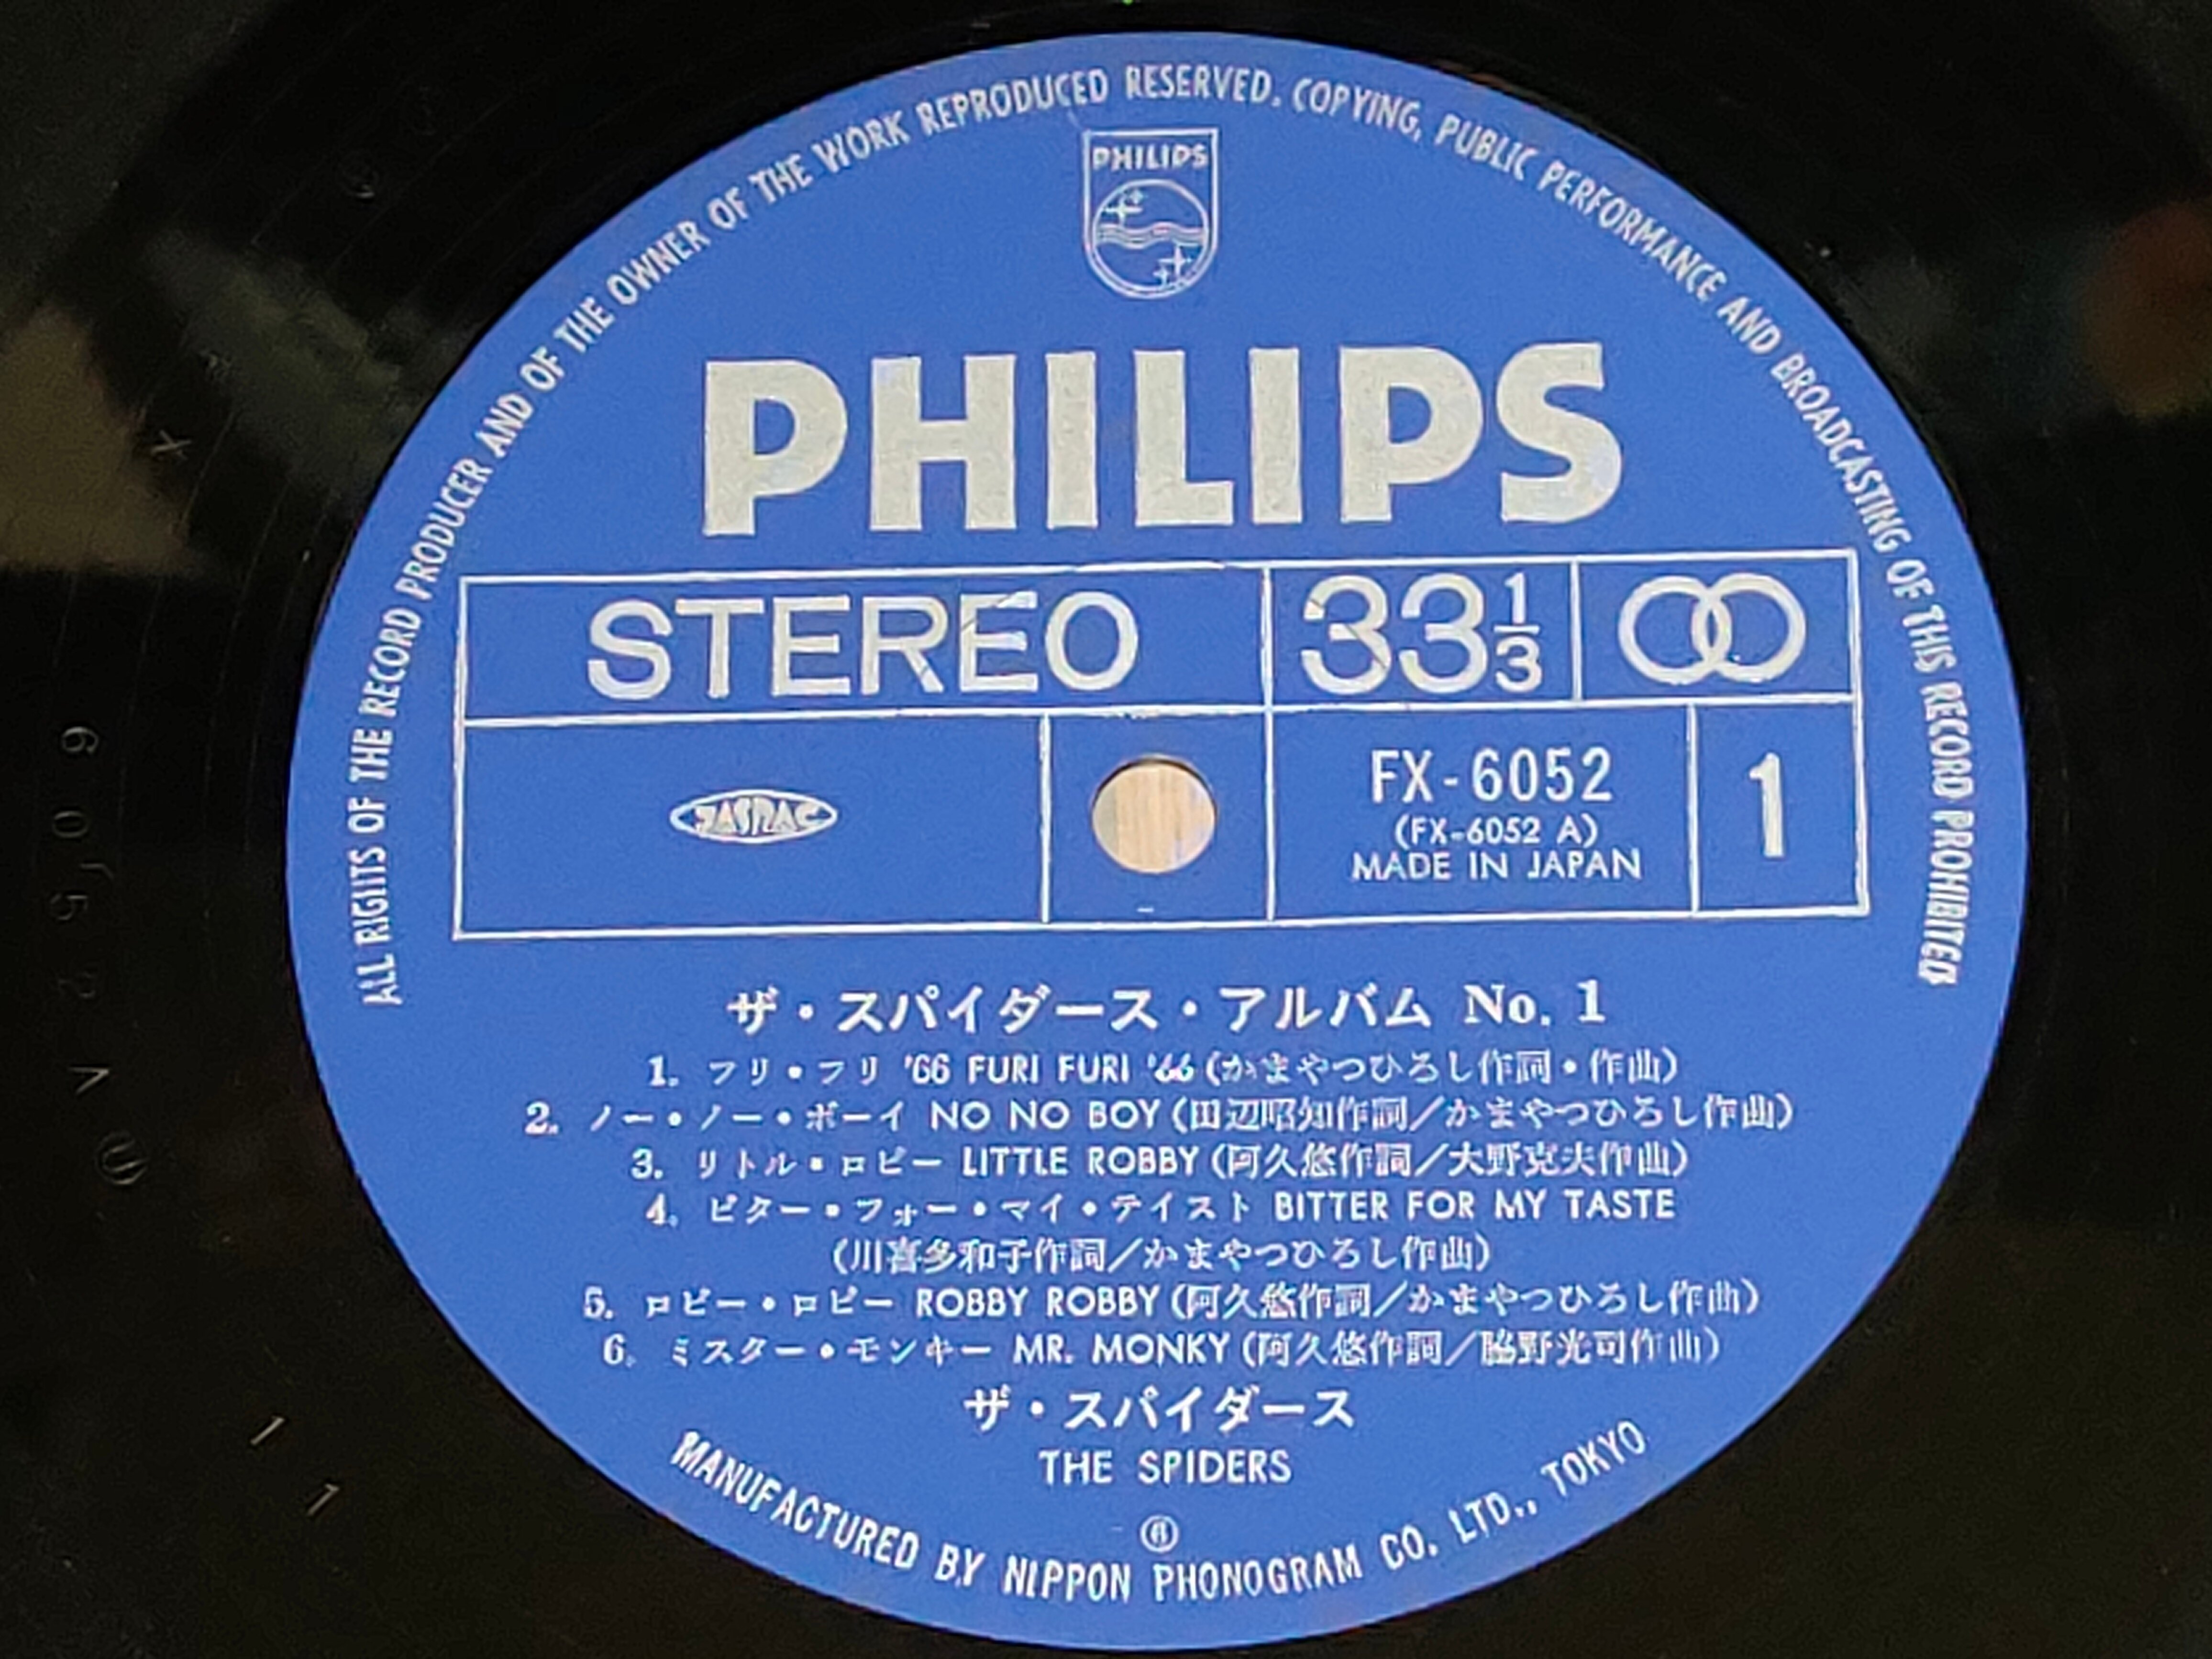 ALL RIGHTS OF THE RECORD PRODUCER AND OF THE OWNER OF THE WORK REPRODUCED RESERVED. COPYING, PUBLIC PERFORMANCE AND BROADCASTING OF THIS RECORD PROHIBITED
PHILIPS
PHILIPS
STEREO
33 1/3
JASRAC
FX-6052
(FX-6052 A)
MADE IN JAPAN
1
ザ・スパイダース・アルバム No. 1
1. フリ・フリ '66 FURI FURI '66 (かまやつひろし作詞・作曲)
2. ノー・ノー・ボーイ NO NO BOY (田辺昭知作詞／かまやつひろし作曲)
3. リトル・ロビー LITTLE ROBBY (阿久悠作詞／大野克夫作曲)
4. ビター・フォー・マイ・テイスト BITTER FOR MY TASTE
(川喜多和子作詞／かまやつひろし作曲)
5. ロビー・ロビー ROBBY ROBBY (阿久悠作詞／かまやつひろし作曲)
6. ミスター・モンキー MR. MONKY (阿久悠作詞／脇野光司作曲)
ザ・スパイダース
THE SPIDERS
MANUFACTURED BY NIPPON PHONOGRAM CO. LTD., TOKYO
6052A